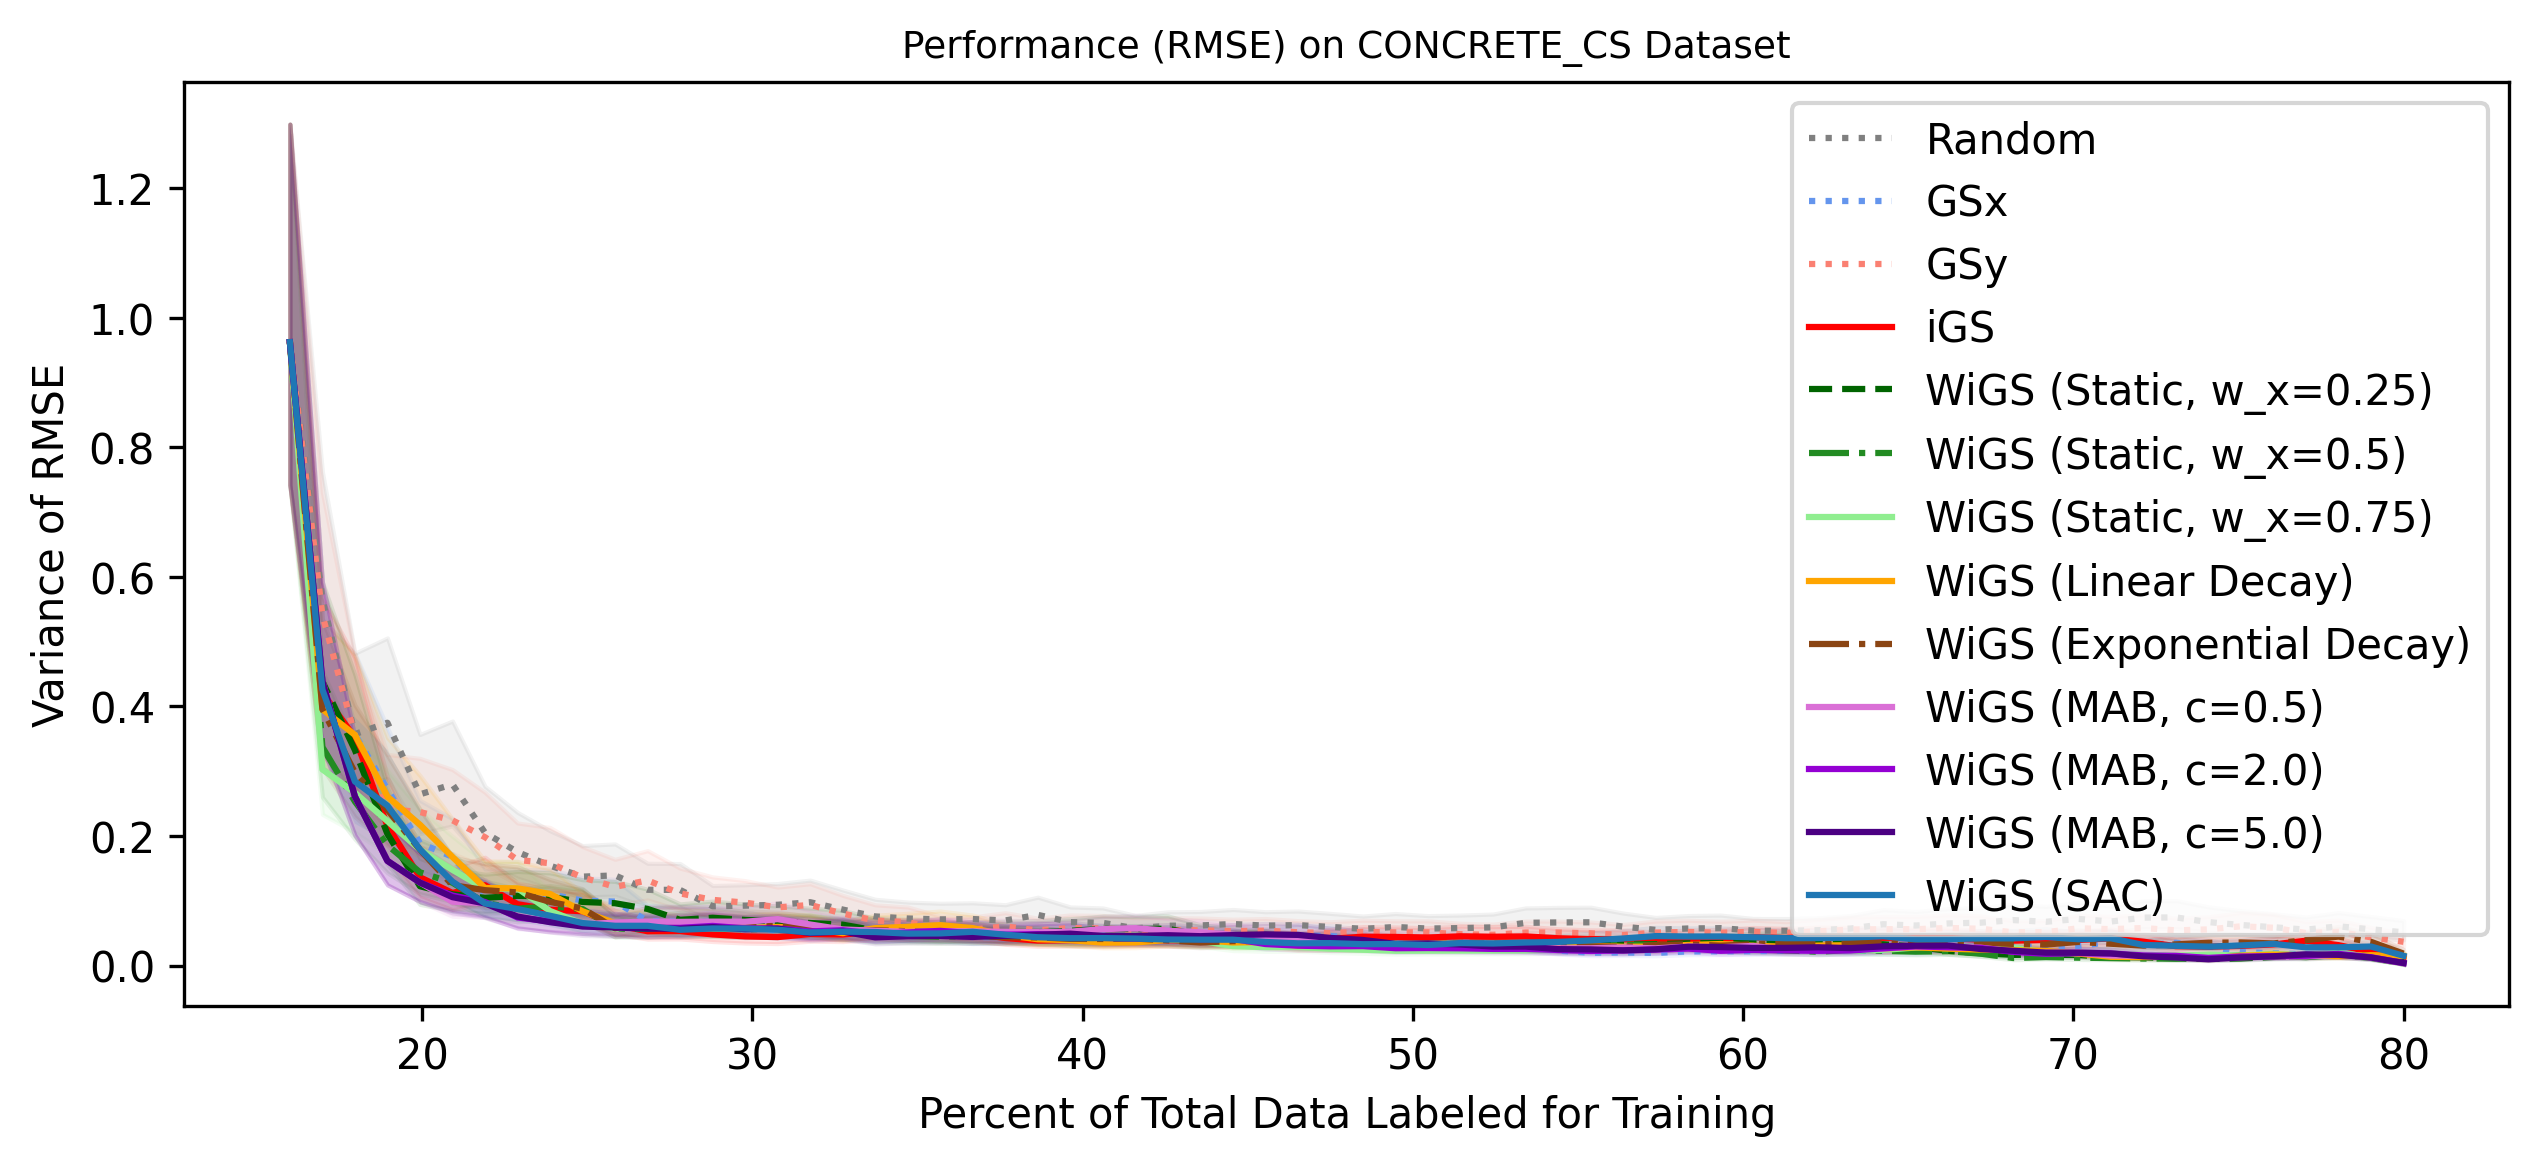 Performance (RMSE) on CONCRETE_CS Dataset
Variance of RMSE
1.2
1.0
0.8
0.6
0.4
0.2
0.0
20 30 40 50 60 70 80
Percent of Total Data Labeled for Training
Random
GSx
GSy
iGS
WiGS (Static, w_x=0.25)
WiGS (Static, w_x=0.5)
WiGS (Static, w_x=0.75)
WiGS (Linear Decay)
WiGS (Exponential Decay)
WiGS (MAB, c=0.5)
WiGS (MAB, c=2.0)
WiGS (MAB, c=5.0)
WiGS (SAC)